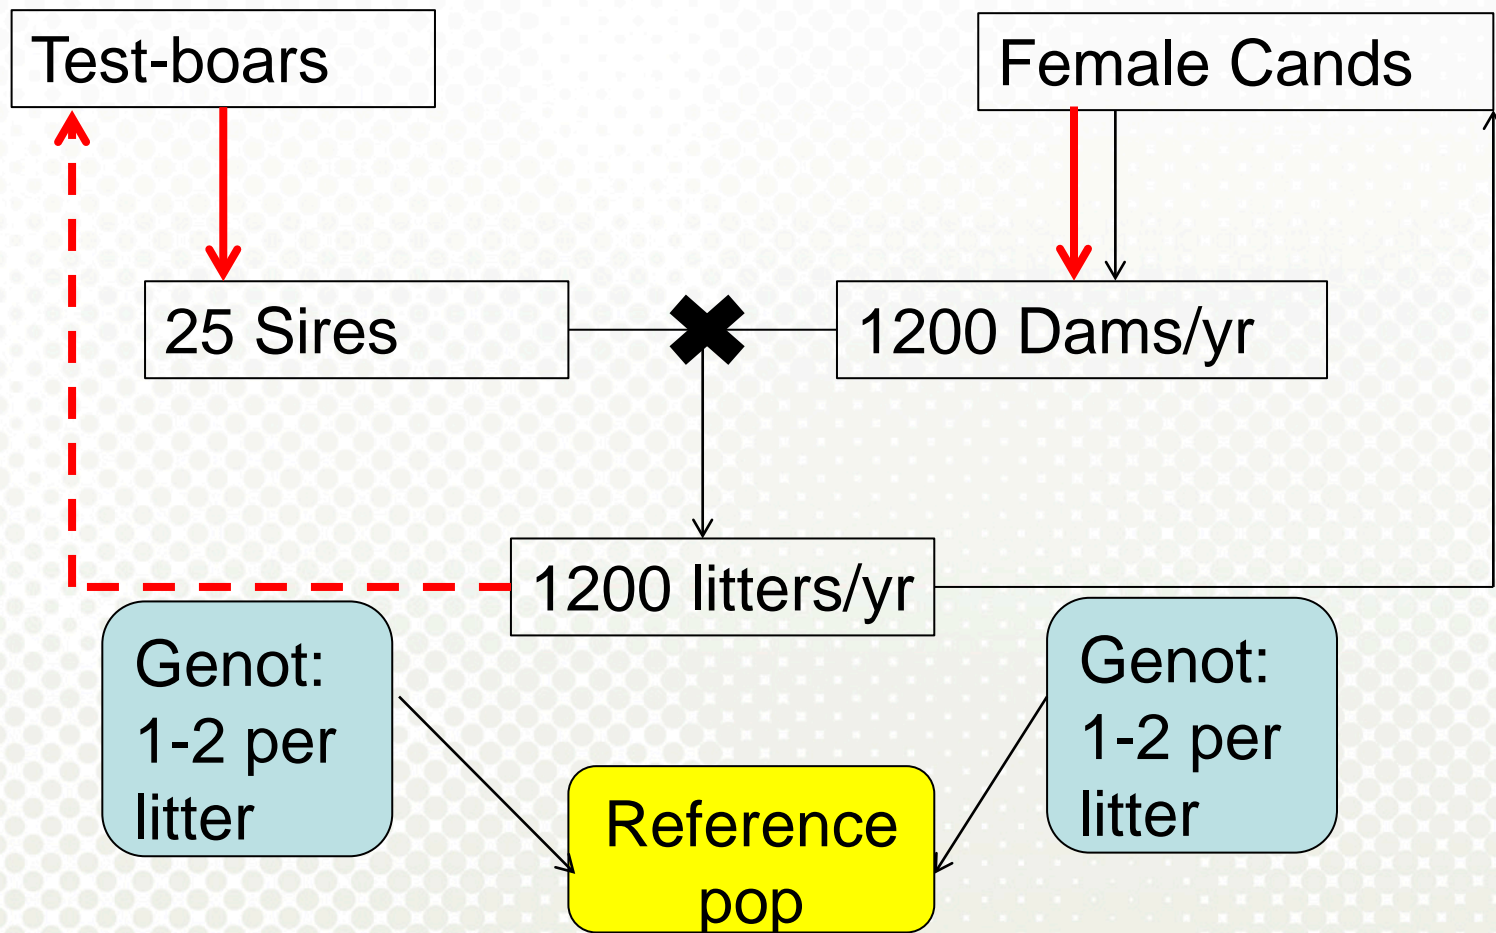 Test-boars
Female Cands
25 Sires
1200 Dams/yr
1200 litters/yr
Genot:
1-2 per
litter
Genot:
1-2 per
litter
Reference
pop